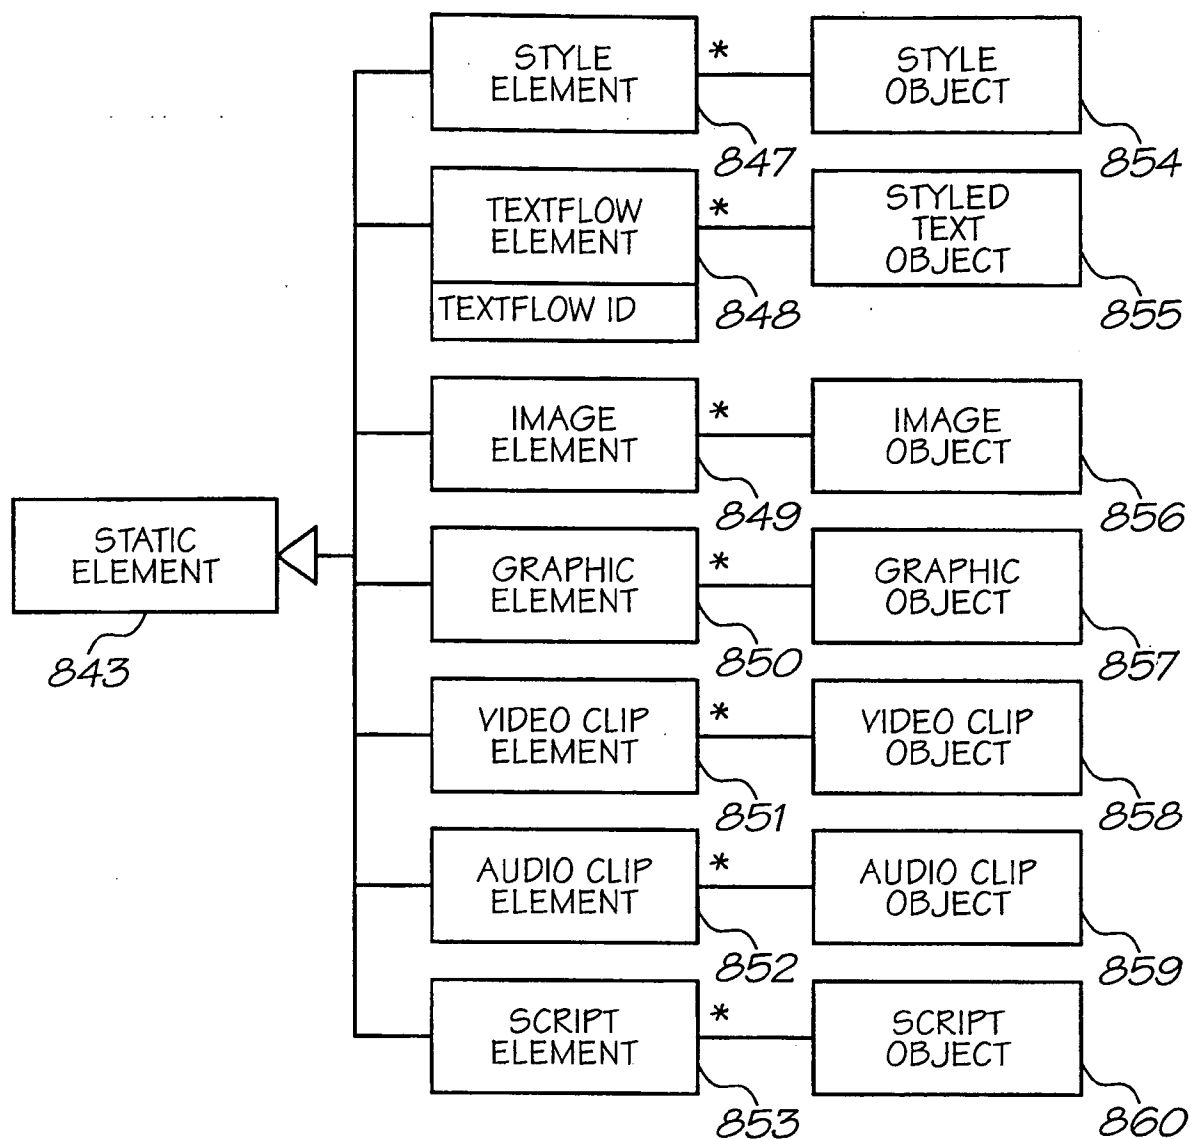 STYLE
ELEMENT
*
STYLE
OBJECT
847
854
TEXTFLOW
ELEMENT
*
STYLED
TEXT
OBJECT
TEXTFLOW ID
848
855
IMAGE
ELEMENT
*
IMAGE
OBJECT
849
856
STATIC
ELEMENT
843
GRAPHIC
ELEMENT
*
GRAPHIC
OBJECT
850
857
VIDEO CLIP
ELEMENT
*
VIDEO CLIP
OBJECT
851
858
AUDIO CLIP
ELEMENT
*
AUDIO CLIP
OBJECT
852
859
SCRIPT
ELEMENT
*
SCRIPT
OBJECT
853
860